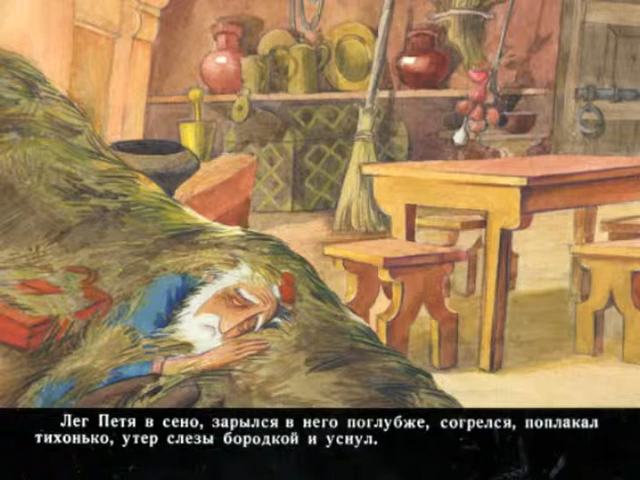 Лег Петя в сено, зарылся в него поглубже, согрелся, поплакал
тихонько, утер слезы бородкой и уснул.